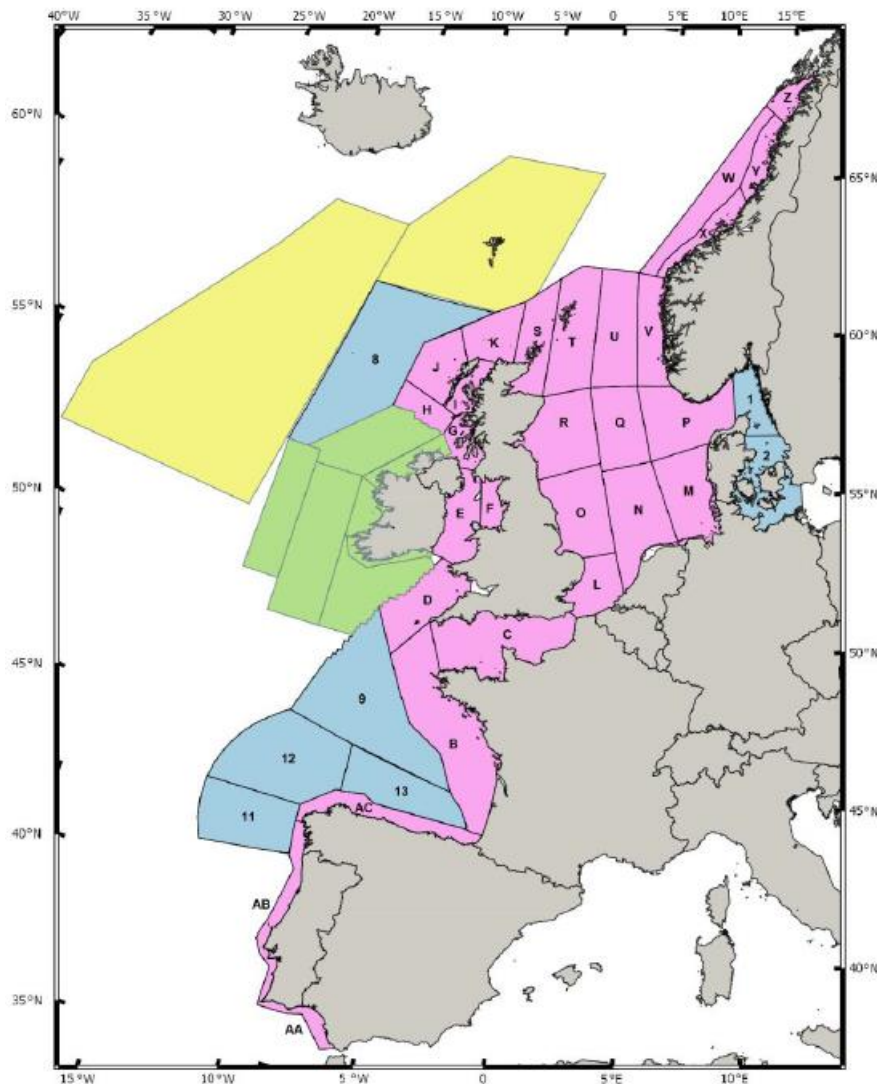 40°W 35°W 30°W 25°W 20°W 15°W 10°W 5°W 0 5°E 10°E 15°E
60°N
Z
W Y
65°N
X
55°N
S
K T U V
60°N
8
J
H I
1
G
R Q P
2
50°N
M
55°N
E F
O N
L
D
C
45°N
50°N
9
B
12
13
AC
11
45°N
40°N
AB
40°N
35°N
AA
15°W 10°W 5°W 0 5°E 10°E